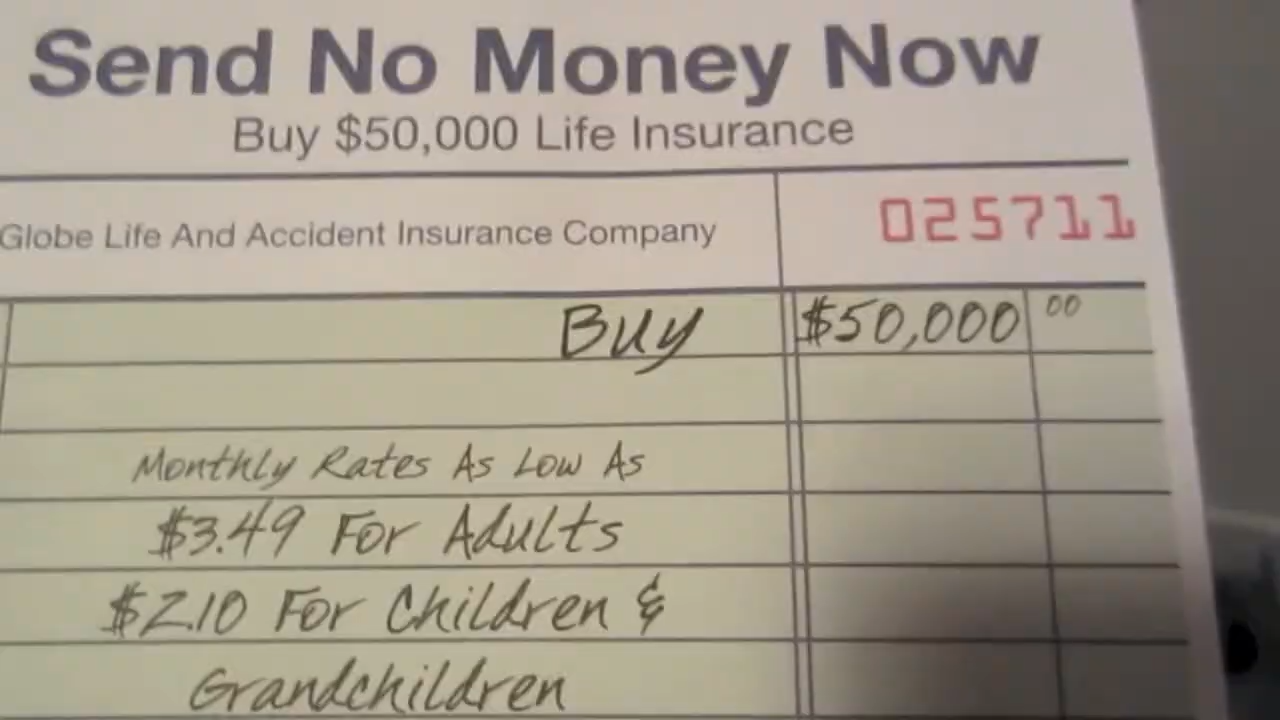 Send No Money Now
Buy $50,000 Life Insurance
Globe Life And Accident Insurance Company
025711
Buy $50,000 00
Monthly Rates As Low As
$3.49 For Adults
$2.10 For Children &
Grandchildren